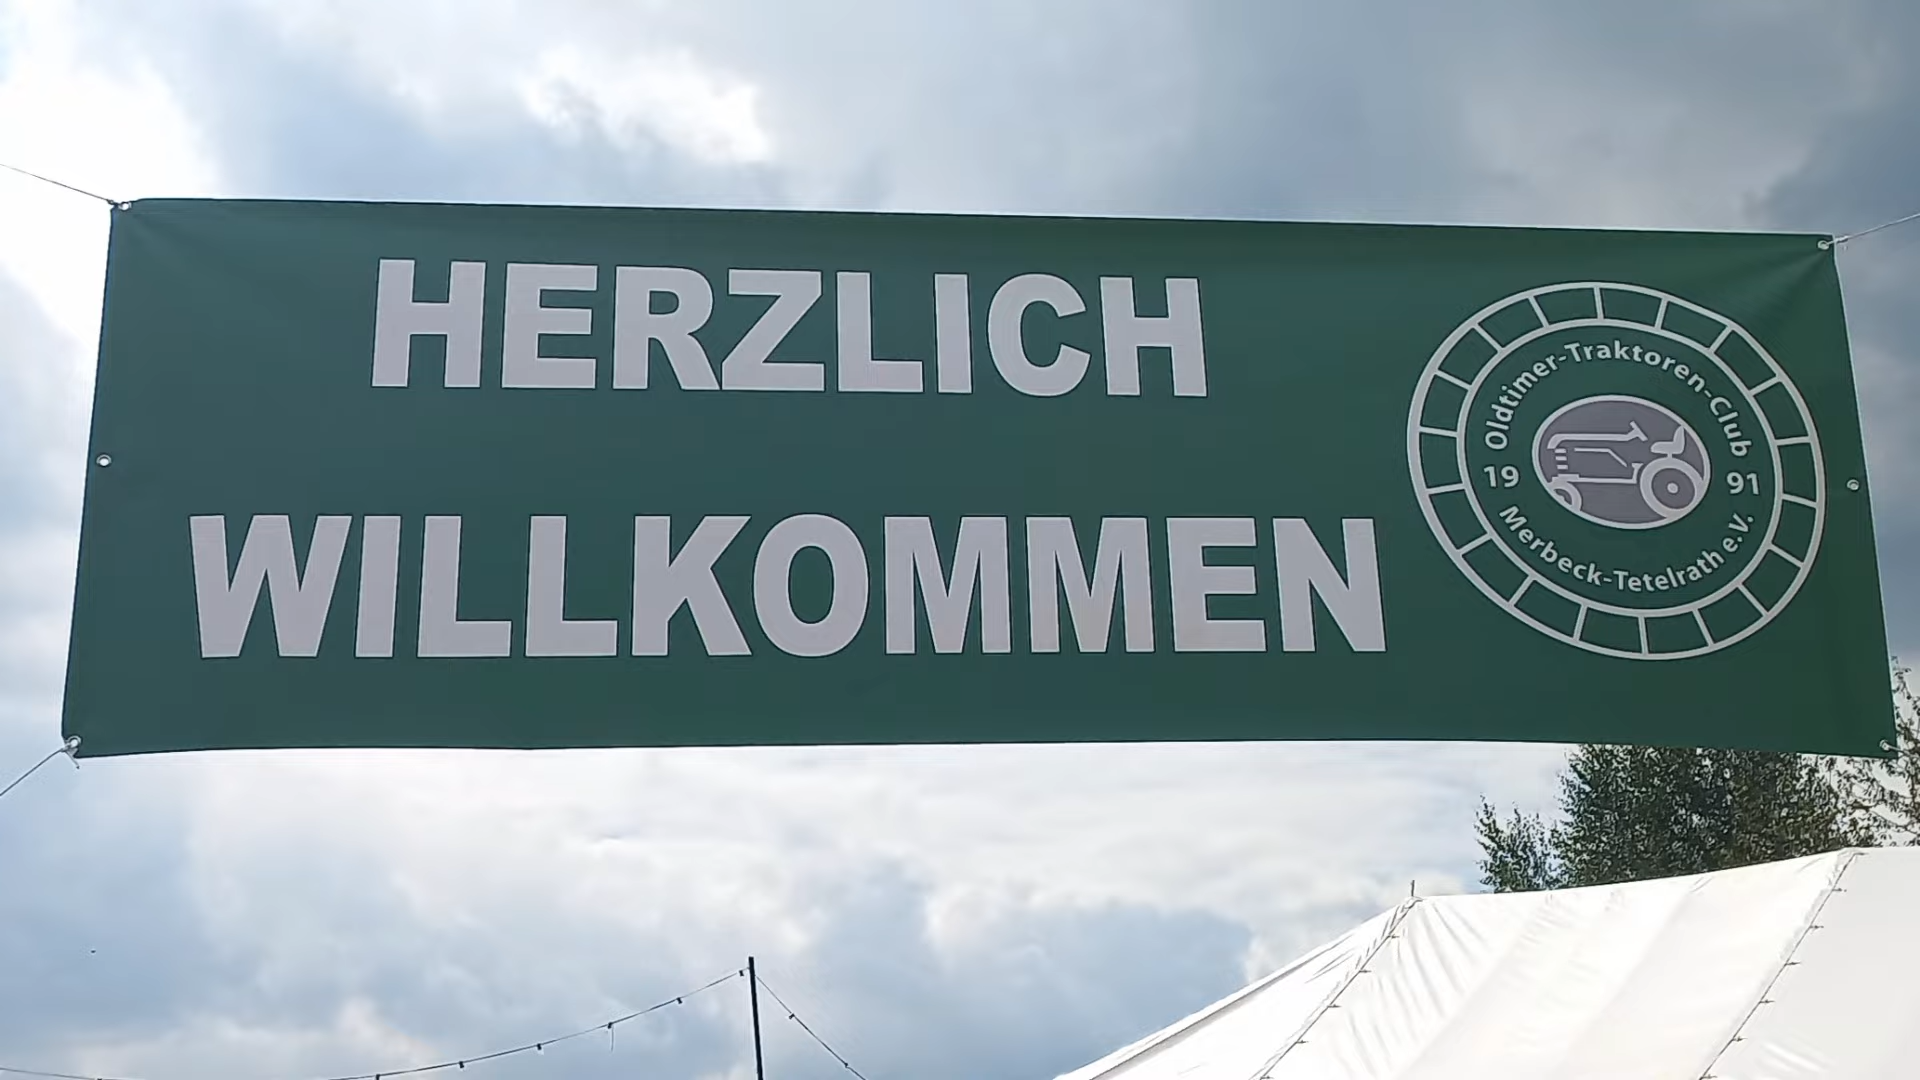 HERZLICH
WILLKOMMEN
Oldtimer-Traktoren-Club
19 91
Merbeck-Tetelrath e.V.